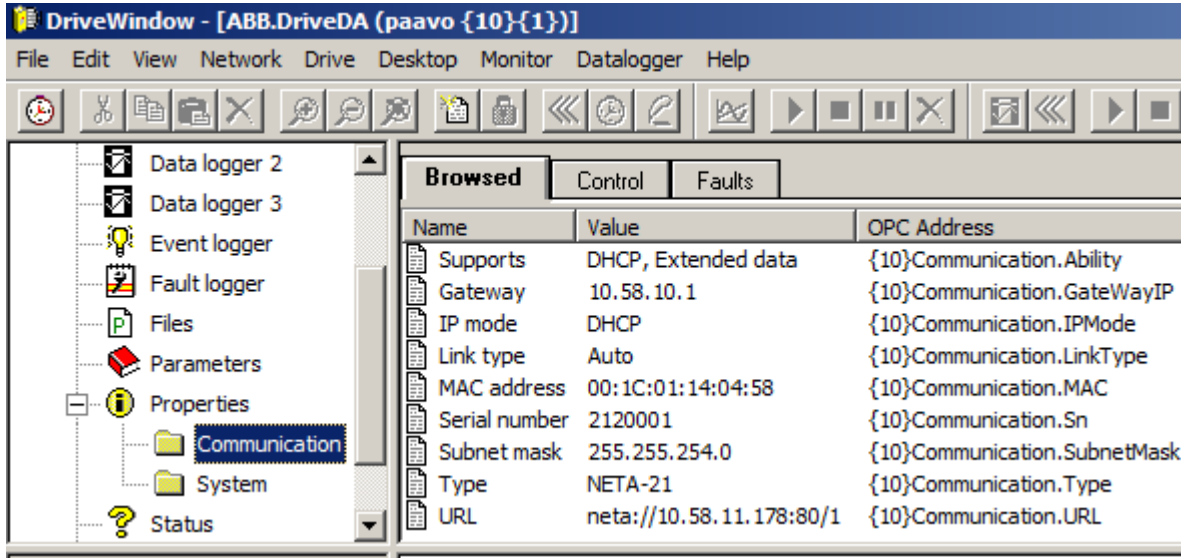 DriveWindow - [ABB.DriveDA (paavo {10}{1})]
File Edit View Network Drive Desktop Monitor Datalogger Help
Data logger 2
Data logger 3
Event logger
Fault logger
Files
Parameters
Properties
Communication
System
Status
Browsed Control Faults
Name Value OPC Address
Supports DHCP, Extended data {10}Communication.Ability
Gateway 10.58.10.1 {10}Communication.GateWayIP
IP mode DHCP {10}Communication.IPMode
Link type Auto {10}Communication.LinkType
MAC address 00:1C:01:14:04:58 {10}Communication.MAC
Serial number 2120001 {10}Communication.Sn
Subnet mask 255.255.254.0 {10}Communication.SubnetMask
Type NETA-21 {10}Communication.Type
URL neta://10.58.11.178:80/1 {10}Communication.URL